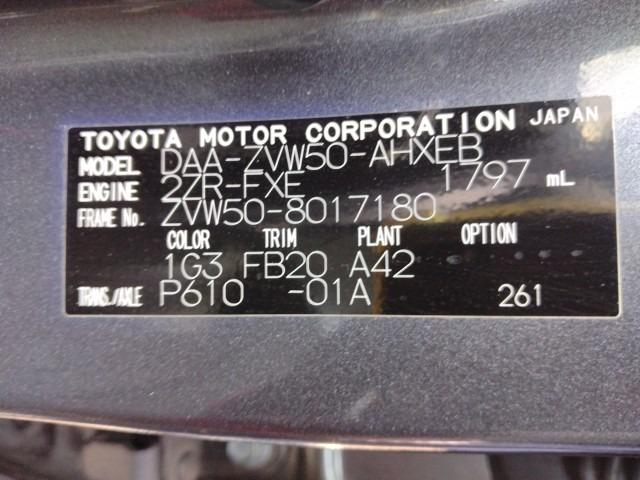 TOYOTA MOTOR CORPORATION JAPAN
MODEL DAA-ZVW50-AHXEB
ENGINE 2ZR-FXE 1797 mL
FRAME No. ZVW50-8017180
COLOR TRIM PLANT OPTION
1G3 FB20 A42
TRANS./AXLE P610 -01A 261